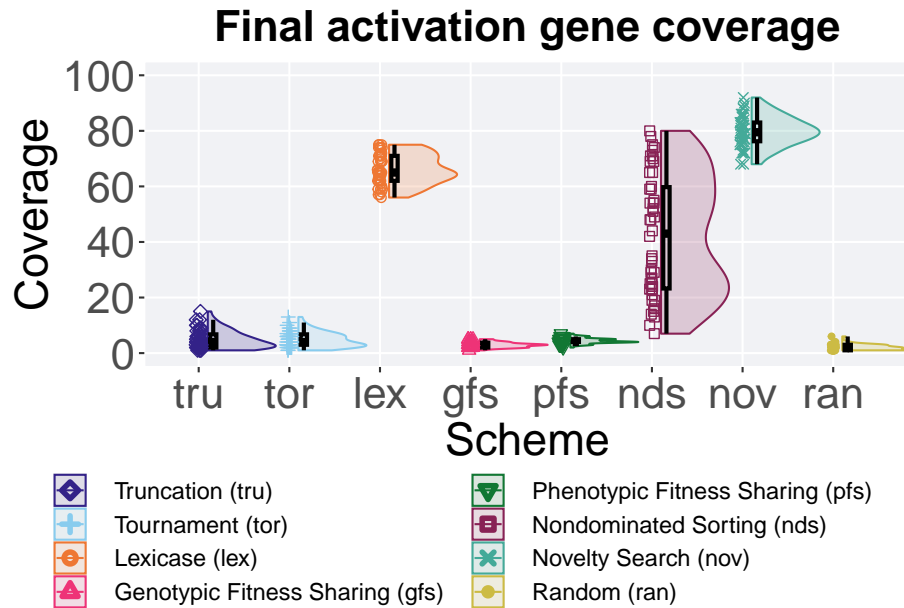 Final activation gene coverage
Coverage
100
80
60
40
20
0
tru tor lex gfs pfs nds nov ran
Scheme
Truncation (tru)
Tournament (tor)
Lexicase (lex)
Genotypic Fitness Sharing (gfs)
Phenotypic Fitness Sharing (pfs)
Nondominated Sorting (nds)
Novelty Search (nov)
Random (ran)